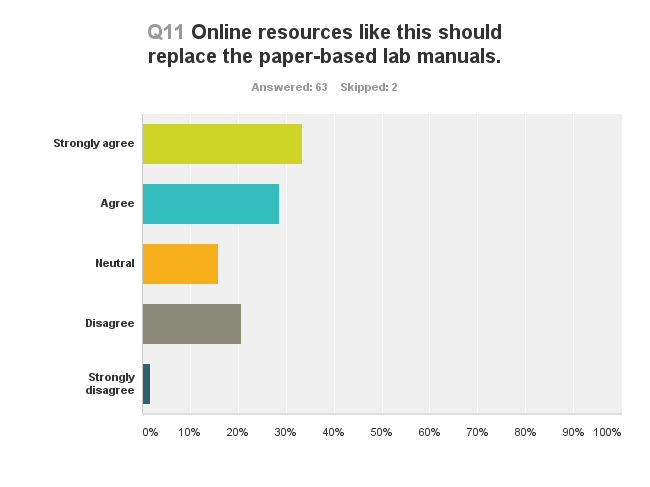 Q11 Online resources like this should
replace the paper-based lab manuals.
Answered: 63 Skipped: 2
Strongly agree
Agree
Neutral
Disagree
Strongly
disagree
0% 10% 20% 30% 40% 50% 60% 70% 80% 90% 100%